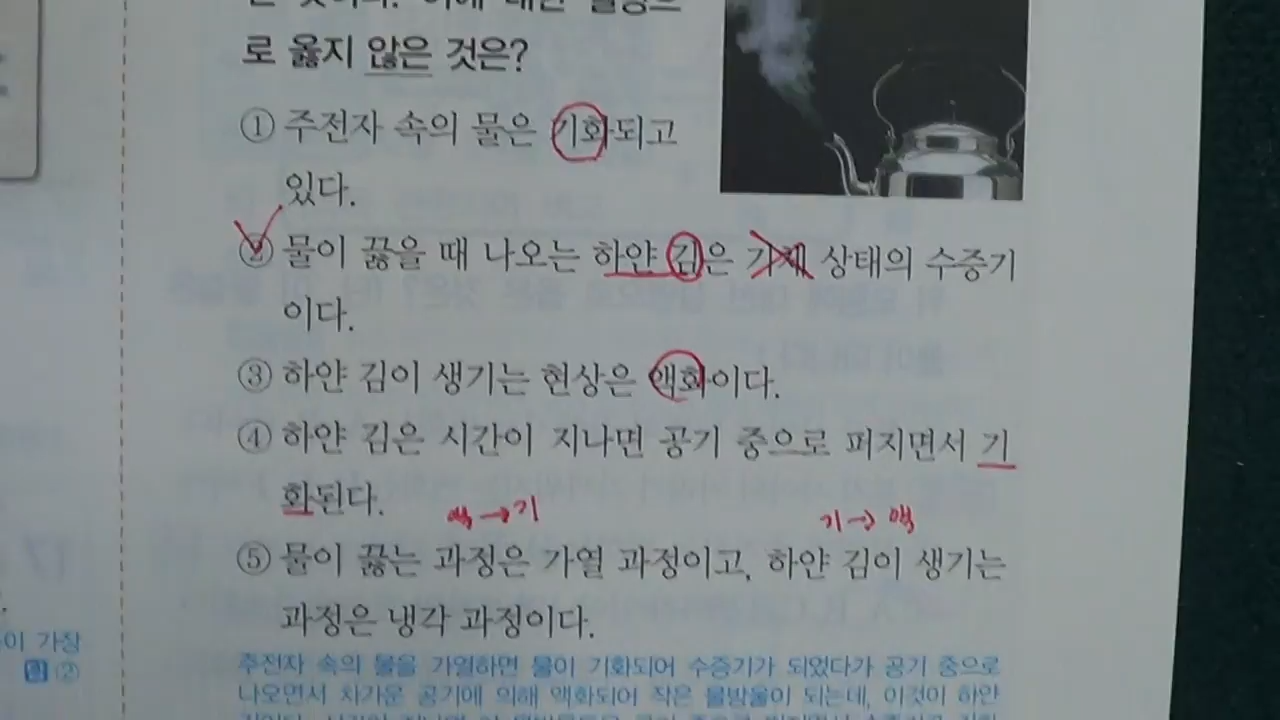 로 옳지 않은 것은?
① 주전자 속의 물은 기화되고
있다.
② 물이 끓을 때 나오는 하얀 김은 기체 상태의 수증기
이다.
③ 하얀 김이 생기는 현상은 액화이다.
④ 하얀 김은 시간이 지나면 공기 중으로 퍼지면서 기
화된다.
액→기 기→액
⑤ 물이 끓는 과정은 가열 과정이고, 하얀 김이 생기는
과정은 냉각 과정이다.
이 가장
답 ②
주전자 속의 물을 가열하면 물이 기화되어 수증기가 되었다가 공기 중으로
나오면서 차가운 공기에 의해 액화되어 작은 물방울이 되는데, 이것이 하얀